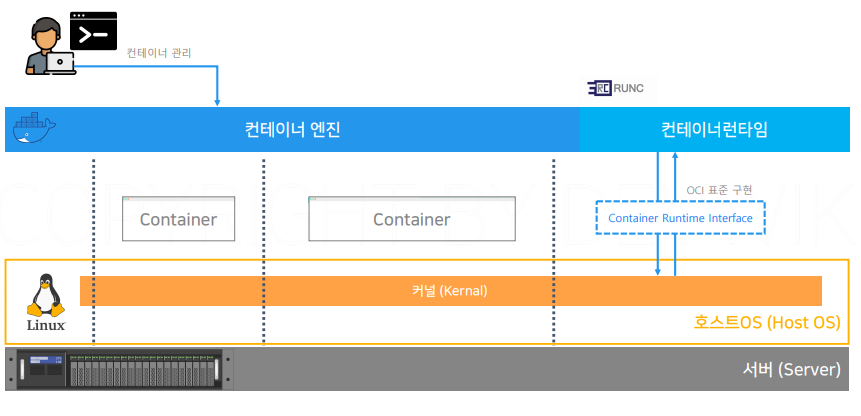 컨테이너 관리
RUNC
컨테이너 엔진
컨테이너런타임
OCI 표준 구현
Container
Container
Container Runtime Interface
커널 (Kernal)
Linux
호스트OS (Host OS)
서버 (Server)